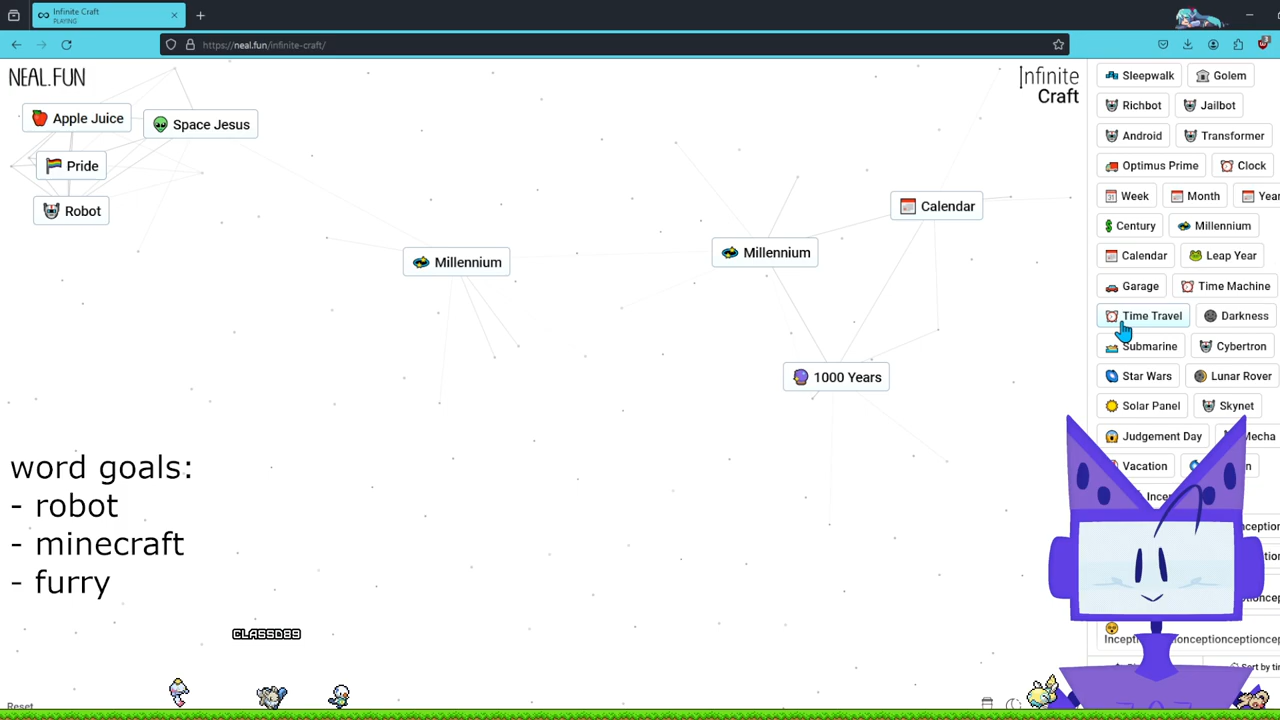 Infinite Craft
PLAYING
https://neal.fun/infinite-craft/
NEAL.FUN
Infinite
Craft
Apple Juice
Space Jesus
Pride
Robot
Millennium
Millennium
Calendar
1000 Years
Sleepwalk
Golem
Richbot
Jailbot
Android
Transformer
Optimus Prime
Clock
Week
Month
Year
Century
Millennium
Calendar
Leap Year
Garage
Time Machine
Time Travel
Darkness
Submarine
Cybertron
Star Wars
Lunar Rover
Solar Panel
Skynet
Judgement Day
Mecha
Vacation
word goals:
- robot
- minecraft
- furry
CLASSD89
Reset